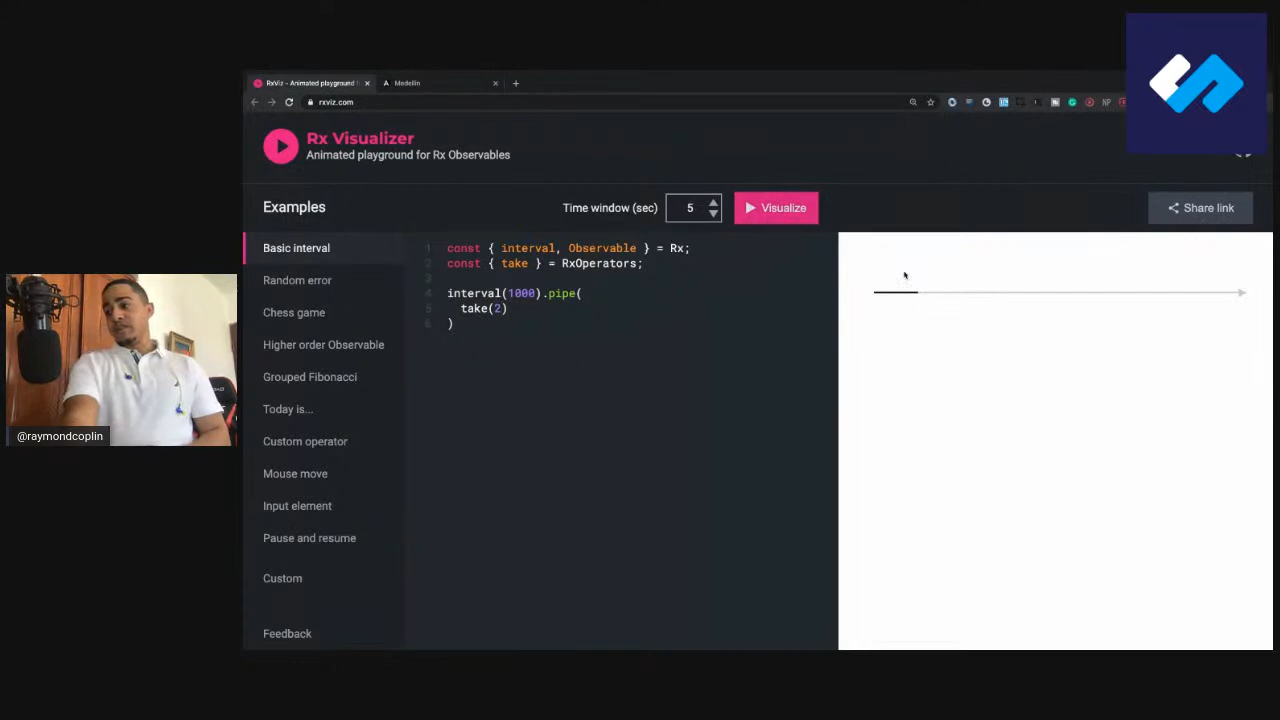 RxViz - Animated playground f
Medellin
rxviz.com
NP
Rx Visualizer
Animated playground for Rx Observables
Examples
Time window (sec)
5
Visualize
Share link
Basic interval
Random error
Chess game
Higher order Observable
Grouped Fibonacci
Today is...
Custom operator
Mouse move
Input element
Pause and resume
Custom
Feedback
1 const { interval, Observable } = Rx;
2 const { take } = RxOperators;
3
4 interval(1000).pipe(
5 take(2)
6 )
@raymondcoplin